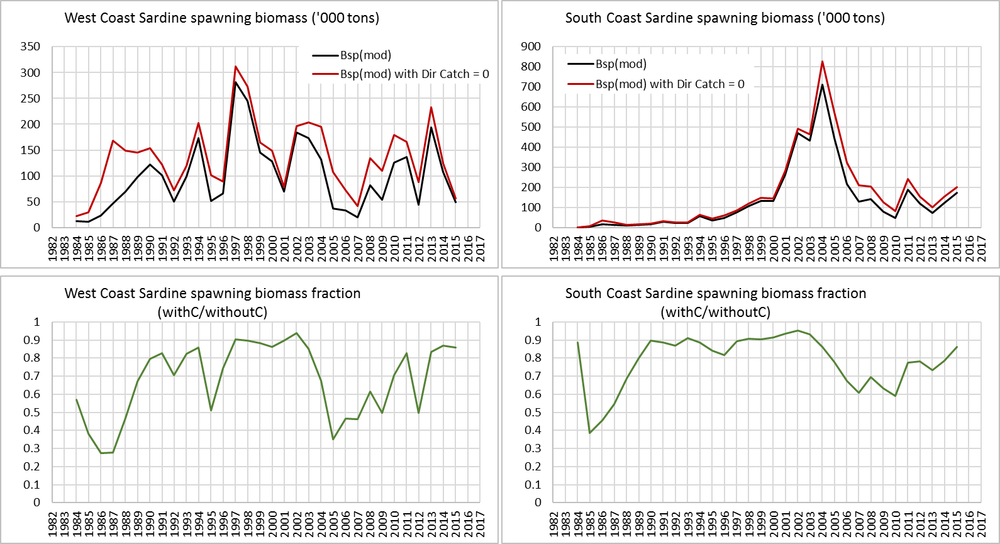 West Coast Sardine spawning biomass ('000 tons)
350
300
250
200
150
100
50
0
Bsp(mod)
Bsp(mod) with Dir Catch = 0
1982 1983 1984 1985 1986 1987 1988 1989 1990 1991 1992 1993 1994 1995 1996 1997 1998 1999 2000 2001 2002 2003 2004 2005 2006 2007 2008 2009 2010 2011 2012 2013 2014 2015 2016 2017
South Coast Sardine spawning biomass ('000 tons)
900
800
700
600
500
400
300
200
100
0
Bsp(mod)
Bsp(mod) with Dir Catch = 0
1982 1983 1984 1985 1986 1987 1988 1989 1990 1991 1992 1993 1994 1995 1996 1997 1998 1999 2000 2001 2002 2003 2004 2005 2006 2007 2008 2009 2010 2011 2012 2013 2014 2015 2016 2017
West Coast Sardine spawning biomass fraction
(withC/withoutC)
1
0.9
0.8
0.7
0.6
0.5
0.4
0.3
0.2
0.1
0
1982 1983 1984 1985 1986 1987 1988 1989 1990 1991 1992 1993 1994 1995 1996 1997 1998 1999 2000 2001 2002 2003 2004 2005 2006 2007 2008 2009 2010 2011 2012 2013 2014 2015 2016 2017
South Coast Sardine spawning biomass fraction
(withC/withoutC)
1
0.9
0.8
0.7
0.6
0.5
0.4
0.3
0.2
0.1
0
1982 1983 1984 1985 1986 1987 1988 1989 1990 1991 1992 1993 1994 1995 1996 1997 1998 1999 2000 2001 2002 2003 2004 2005 2006 2007 2008 2009 2010 2011 2012 2013 2014 2015 2016 2017